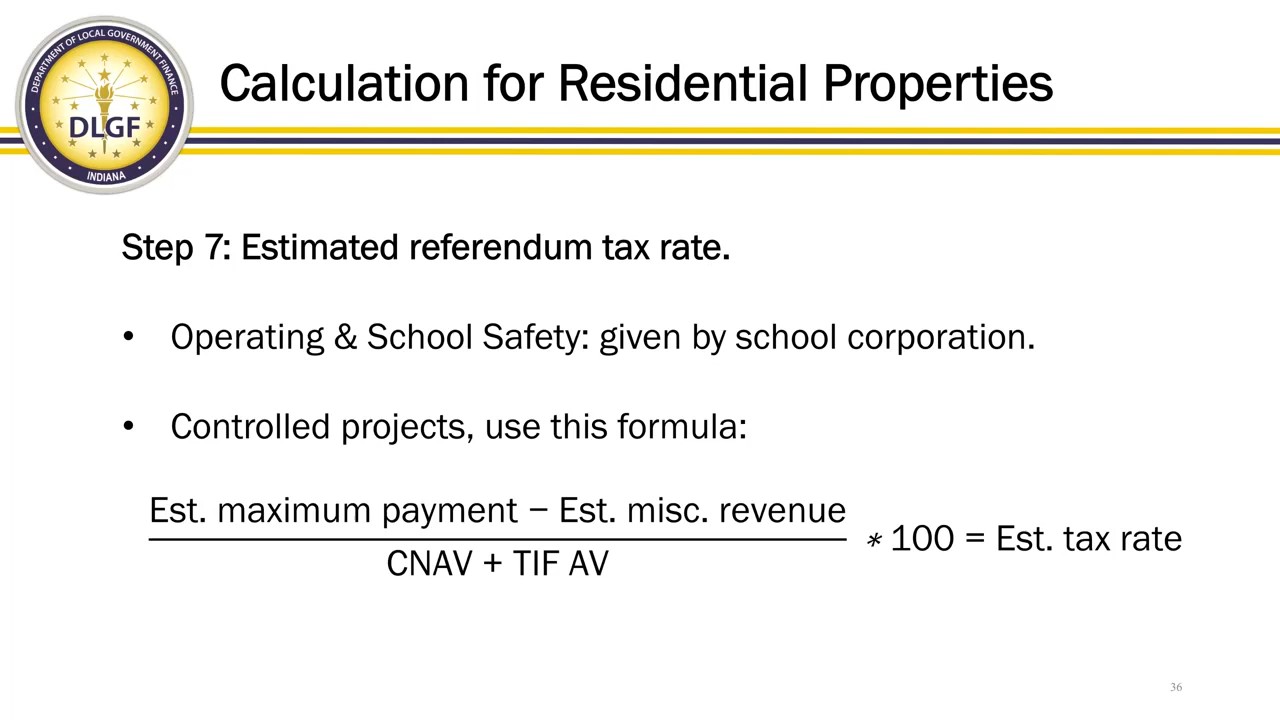 DEPARTMENT OF LOCAL GOVERNMENT FINANCE
DLGF
INDIANA
Calculation for Residential Properties
Step 7: Estimated referendum tax rate.
• Operating & School Safety: given by school corporation.
• Controlled projects, use this formula:
Est. maximum payment − Est. misc. revenue
CNAV + TIF AV
* 100 = Est. tax rate
36